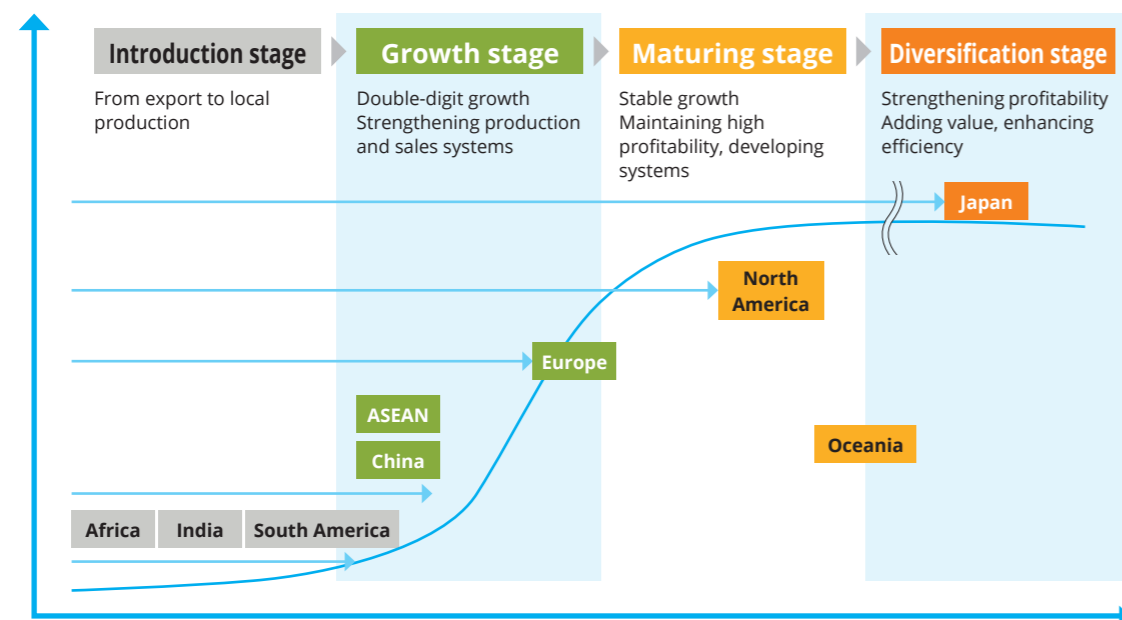 Introduction stage
From export to local
production
Growth stage
Double-digit growth
Strengthening production
and sales systems
Maturing stage
Stable growth
Maintaining high
profitability, developing
systems
Diversification stage
Strengthening profitability
Adding value, enhancing
efficiency
Japan
North
America
Europe
ASEAN
China
Oceania
Africa
India
South America